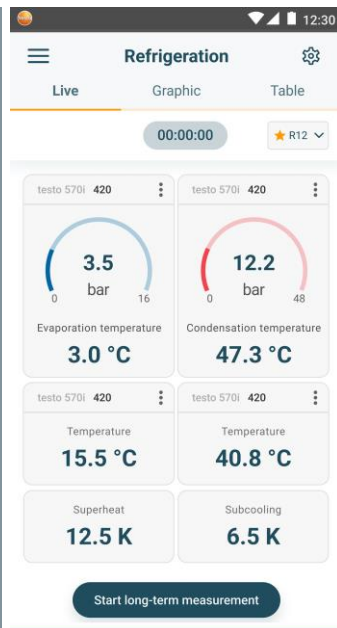 12:30
Refrigeration
Live Graphic Table
00:00:00 R12
testo 570i 420
3.5
bar
0 16
Evaporation temperature
3.0 °C
testo 570i 420
12.2
bar
0 48
Condensation temperature
47.3 °C
testo 570i 420
Temperature
15.5 °C
testo 570i 420
Temperature
40.8 °C
Superheat
12.5 K
Subcooling
6.5 K
Start long-term measurement